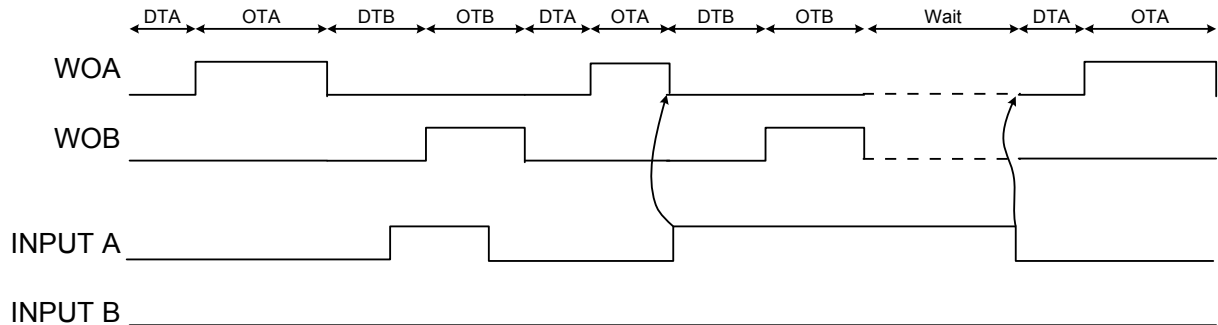 DTA OTA DTB OTB DTA OTA DTB OTB Wait DTA OTA
WOA
WOB
INPUT A
INPUT B